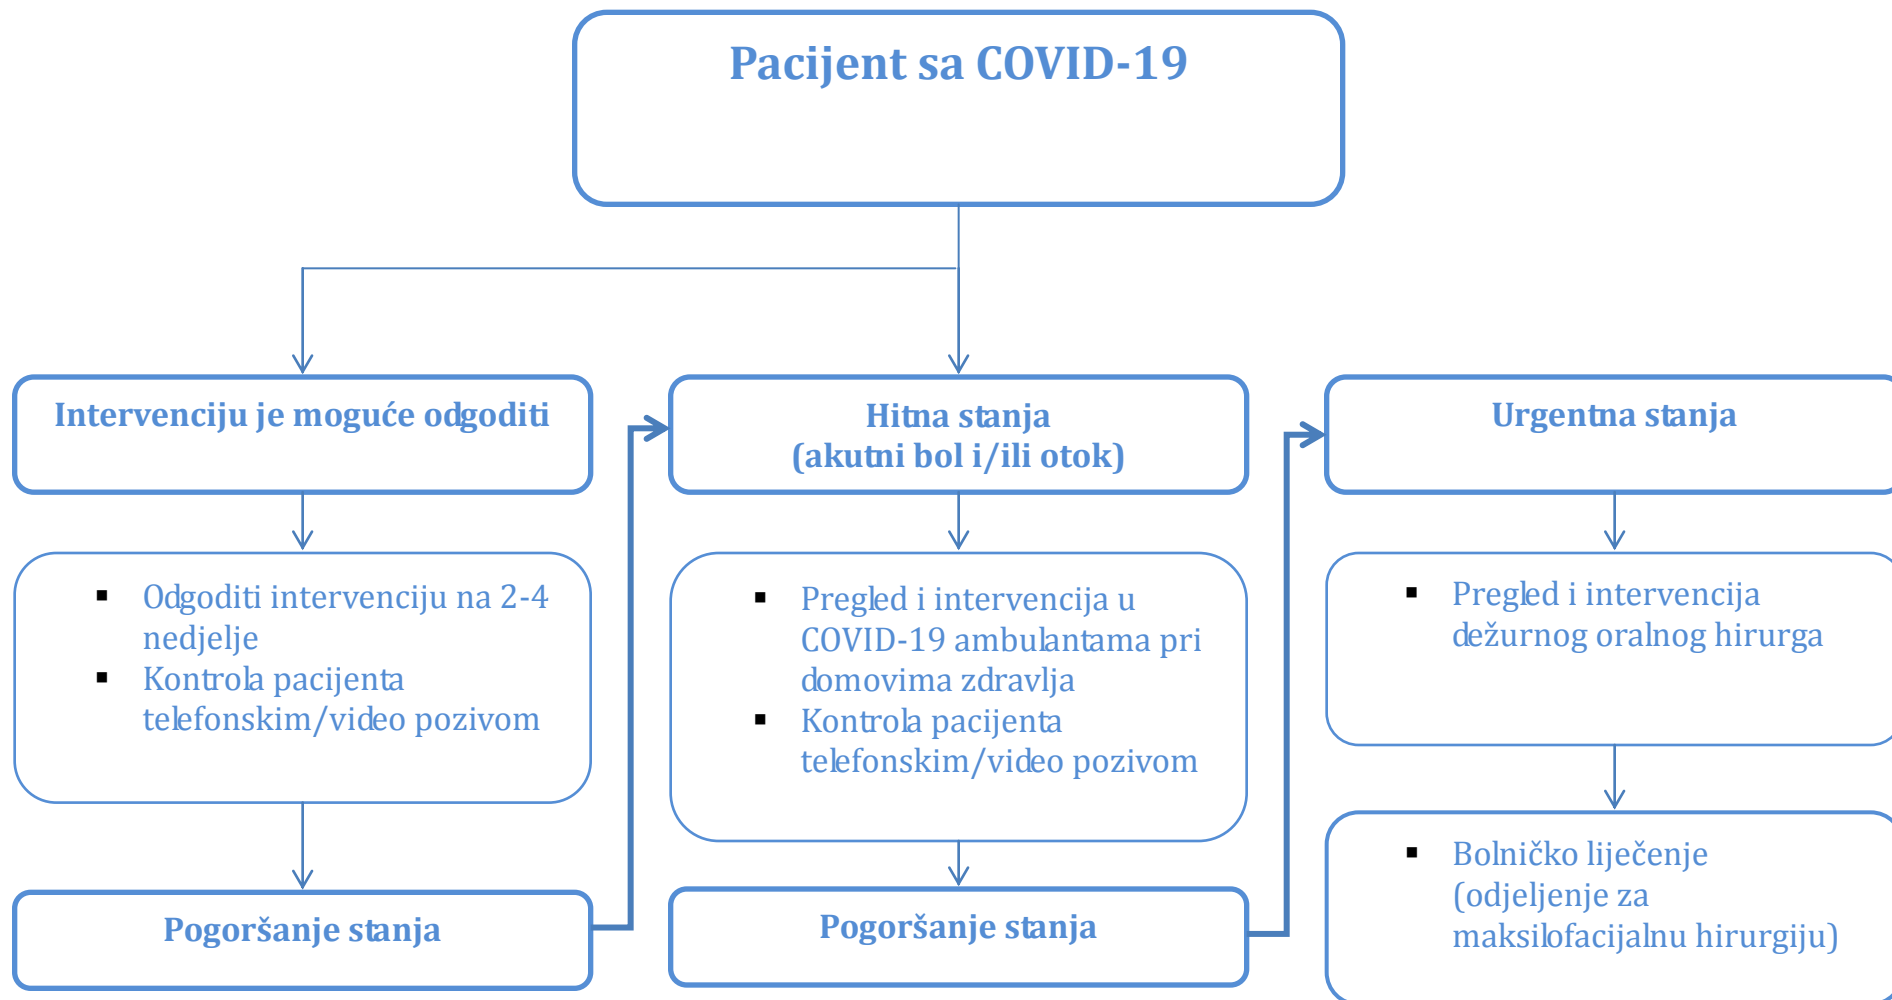 Pacijent sa COVID-19
Intervenciju je moguće odgoditi
Hitna stanja
(akutni bol i/ili otok)
Urgentna stanja
▪ Odgoditi intervenciju na 2-4
nedjelje
▪ Kontrola pacijenta
telefonskim/video pozivom
▪ Pregled i intervencija u
COVID-19 ambulantama pri
domovima zdravlja
▪ Kontrola pacijenta
telefonskim/video pozivom
▪ Pregled i intervencija
dežurnog oralnog hirurga
Pogoršanje stanja
Pogoršanje stanja
▪ Bolničko liječenje
(odjeljenje za
maksilofacijalnu hirurgiju)